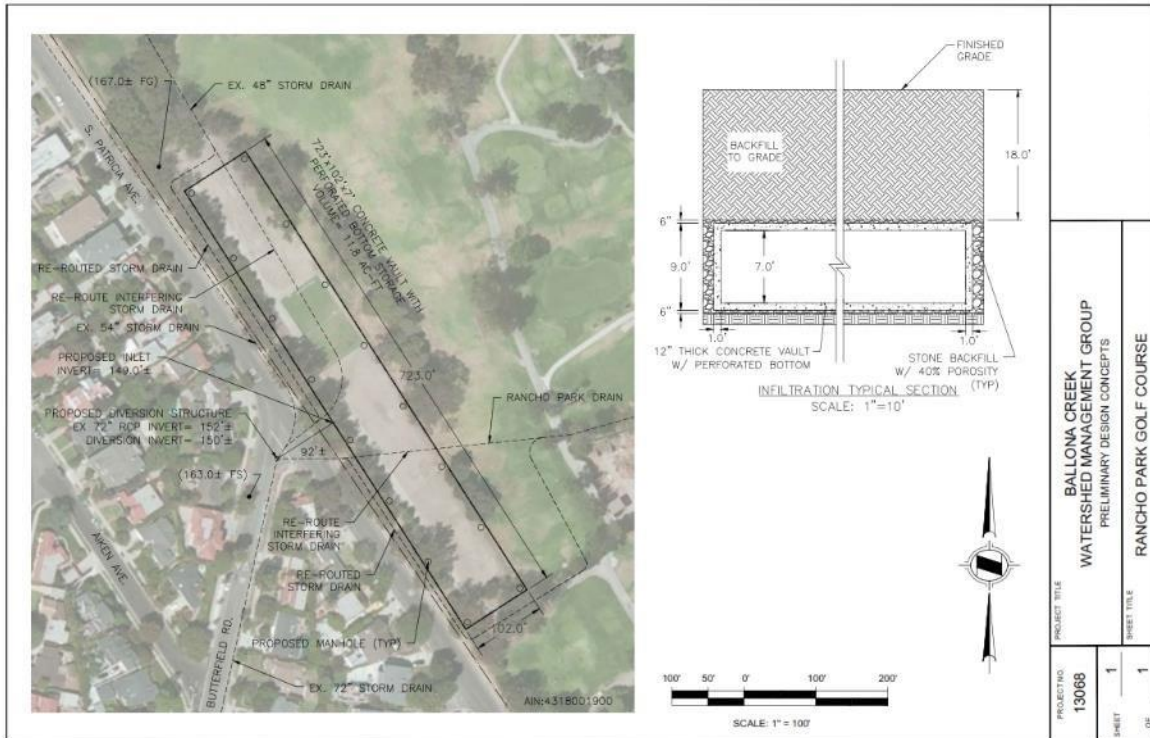 (167.0± FG)
EX. 48" STORM DRAIN
S. PATRICIA AVE.
723'x102'x7' CONCRETE VAULT WITH
PERFORATED BOTTOM STORAGE
VOLUME= 11.8 AC-FT
RE-ROUTED STORM DRAIN
RE-ROUTE INTERFERING
STORM DRAIN
EX. 54" STORM DRAIN
PROPOSED INLET
INVERT= 149.0'±
723.0'
RANCHO PARK DRAIN
PROPOSED DIVERSION STRUCTURE
EX 72" RCP INVERT= 152'±
DIVERSION INVERT= 150'±
92'±
(163.0± FS)
AIKEN AVE.
RE-ROUTE
INTERFERING
STORM DRAIN
RE-ROUTED
STORM DRAIN
PROPOSED MANHOLE (TYP)
102.0'
BUTTERFIELD RD.
EX. 72" STORM DRAIN
AIN:4318001900
FINISHED
GRADE
BACKFILL
TO GRADE
18.0'
6"
9.0'
7.0'
6"
1.0'
1.0'
12" THICK CONCRETE VAULT
W/ PERFORATED BOTTOM
STONE BACKFILL
W/ 40% POROSITY
(TYP)
INFILTRATION TYPICAL SECTION
SCALE: 1"=10'
100' 50' 0' 100' 200'
SCALE: 1" = 100'
PROJECT TITLE
BALLONA CREEK
WATERSHED MANAGEMENT GROUP
PRELIMINARY DESIGN CONCEPTS
SHEET TITLE
RANCHO PARK GOLF COURSE
PROJECT NO.
13068
SHEET 1
OF 1